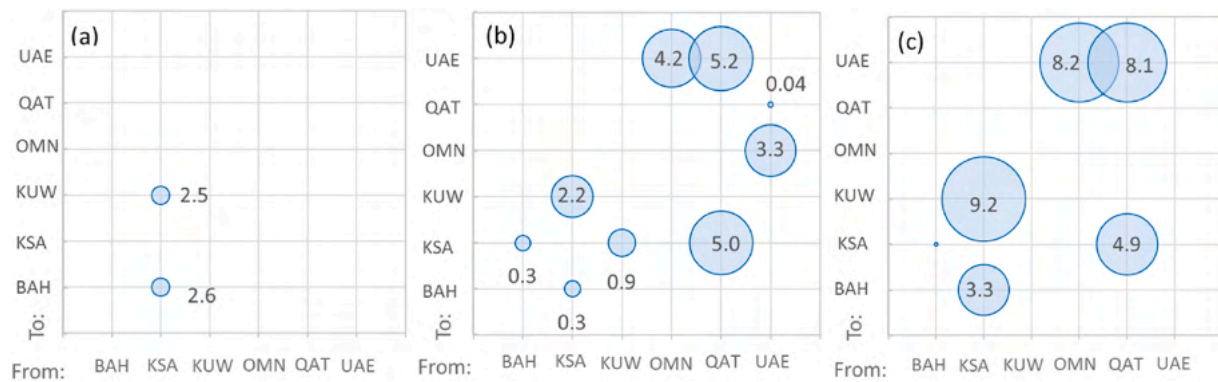 (a)
UAE
QAT
OMN
KUW
KSA
BAH
To:
2.5
2.6
From: BAH KSA KUW OMN QAT UAE
(b)
UAE
QAT
OMN
KUW
KSA
BAH
To:
4.2 5.2
0.04
3.3
2.2
5.0
0.3 0.9
0.3
From: BAH KSA KUW OMN QAT UAE
(c)
UAE
QAT
OMN
KUW
KSA
BAH
To:
8.2 8.1
9.2
4.9
3.3
From: BAH KSA KUW OMN QAT UAE